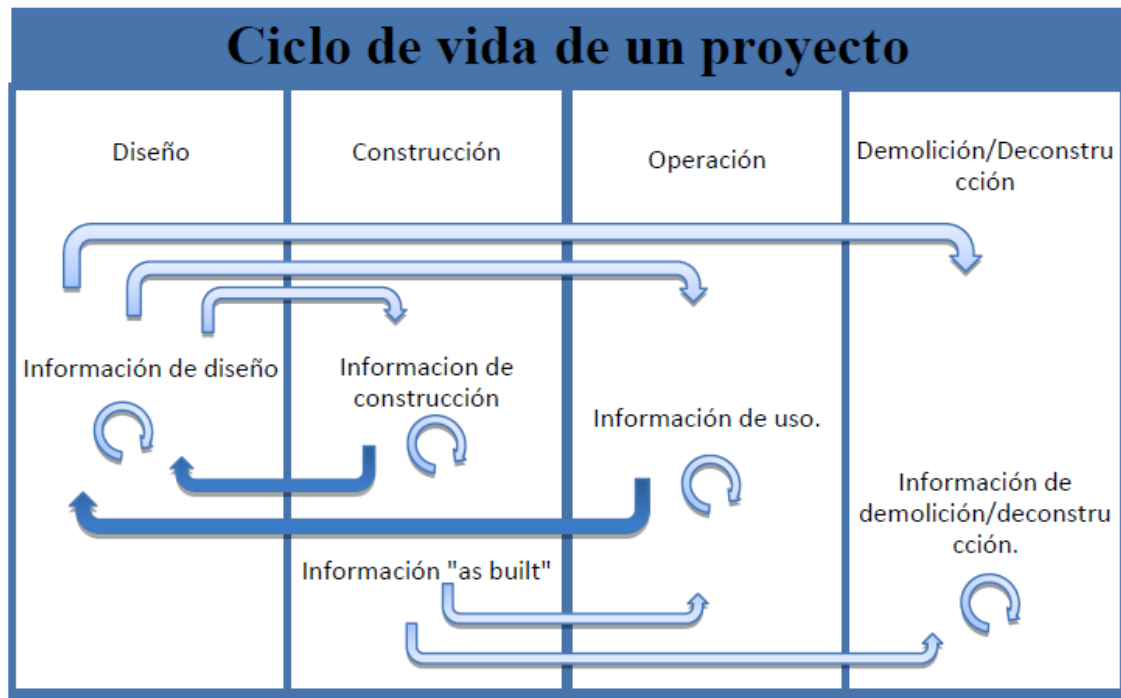 Ciclo de vida de un proyecto
Diseño
Construcción
Operación
Demolición/Deconstru
cción
Información de diseño
Informacion de
construcción
Información de uso.
Información de
demolición/deconstru
cción.
Información "as built"